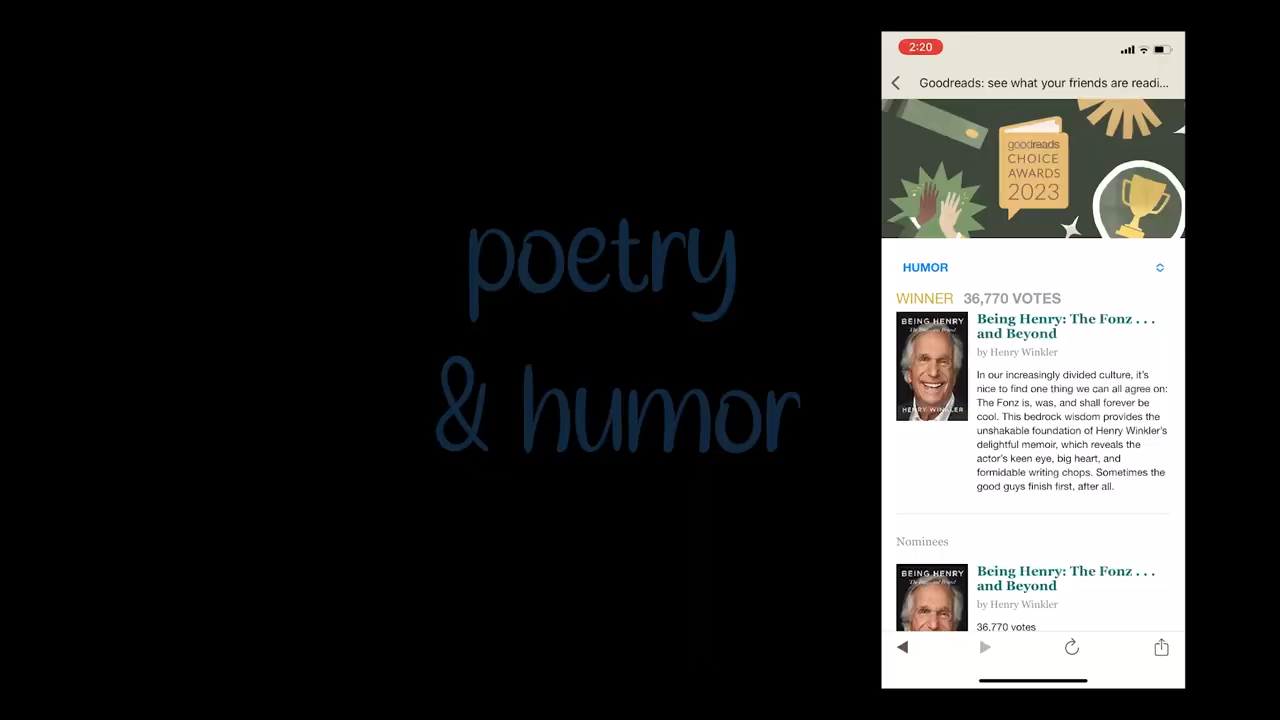 poetry
& humor
2:20
Goodreads: see what your friends are readi...
goodreads
CHOICE
AWARDS
2023
HUMOR
WINNER 36,770 VOTES
BEING HENRY
HENRY WINKLER
Being Henry: The Fonz . . .
and Beyond
by Henry Winkler
In our increasingly divided culture, it's
nice to find one thing we can all agree on:
The Fonz is, was, and shall forever be
cool. This bedrock wisdom provides the
unshakable foundation of Henry Winkler's
delightful memoir, which reveals the
actor's keen eye, big heart, and
formidable writing chops. Sometimes the
good guys finish first, after all.
Nominees
BEING HENRY
Being Henry: The Fonz . . .
and Beyond
by Henry Winkler
36,770 votes